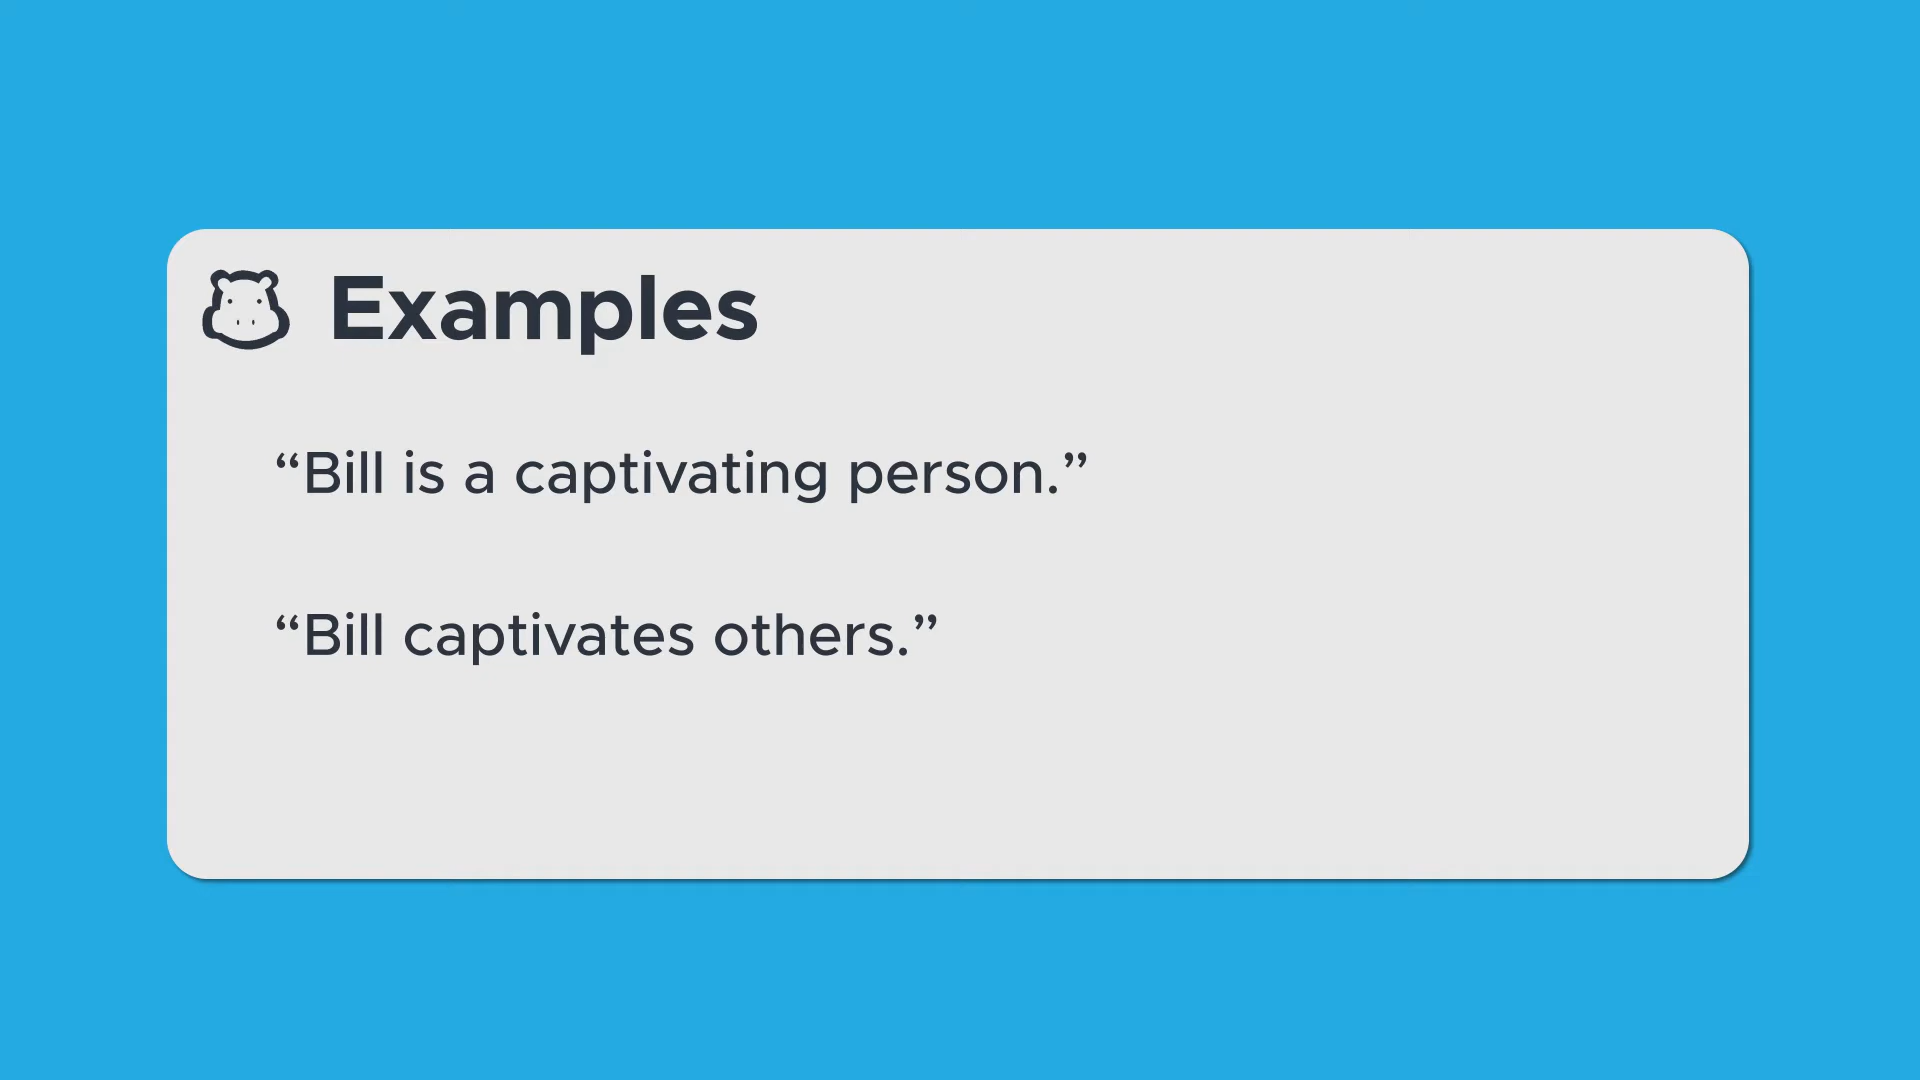 Examples
“Bill is a captivating person.”
“Bill captivates others.”